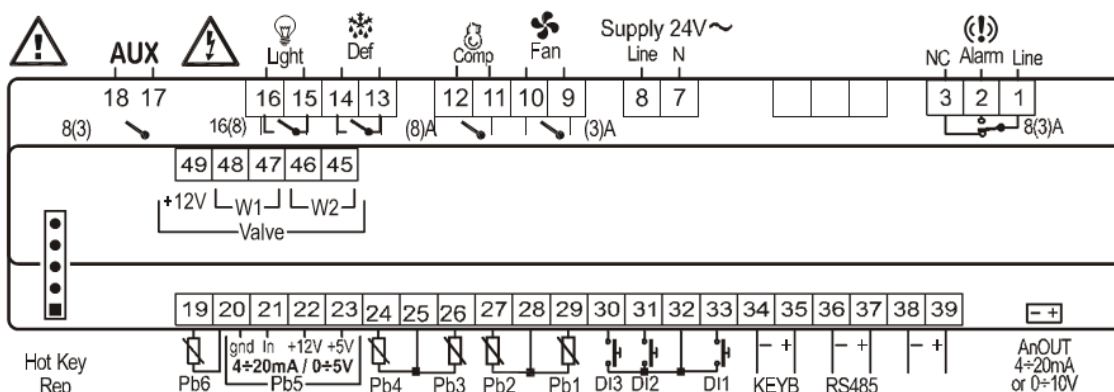 AUX Light Def Comp Fan Supply 24V~ Line N NC Alarm Line
18 17 16 15 14 13 12 11 10 9 8 7 3 2 1
8(3) 16(8) (8)A (3)A 8(3)A
49 48 47 46 45
+12V W1 W2
Valve
19 20 21 22 23 24 25 26 27 28 29 30 31 32 33 34 35 36 37 38 39 - +
gnd In +12V +5V - + - + - + AnOUT
Hot Key 4÷20mA / 0÷5V 4÷20mA
Rep Pb6 Pb5 Pb4 Pb3 Pb2 Pb1 DI3 DI2 DI1 KEYB RS485 or 0÷10V